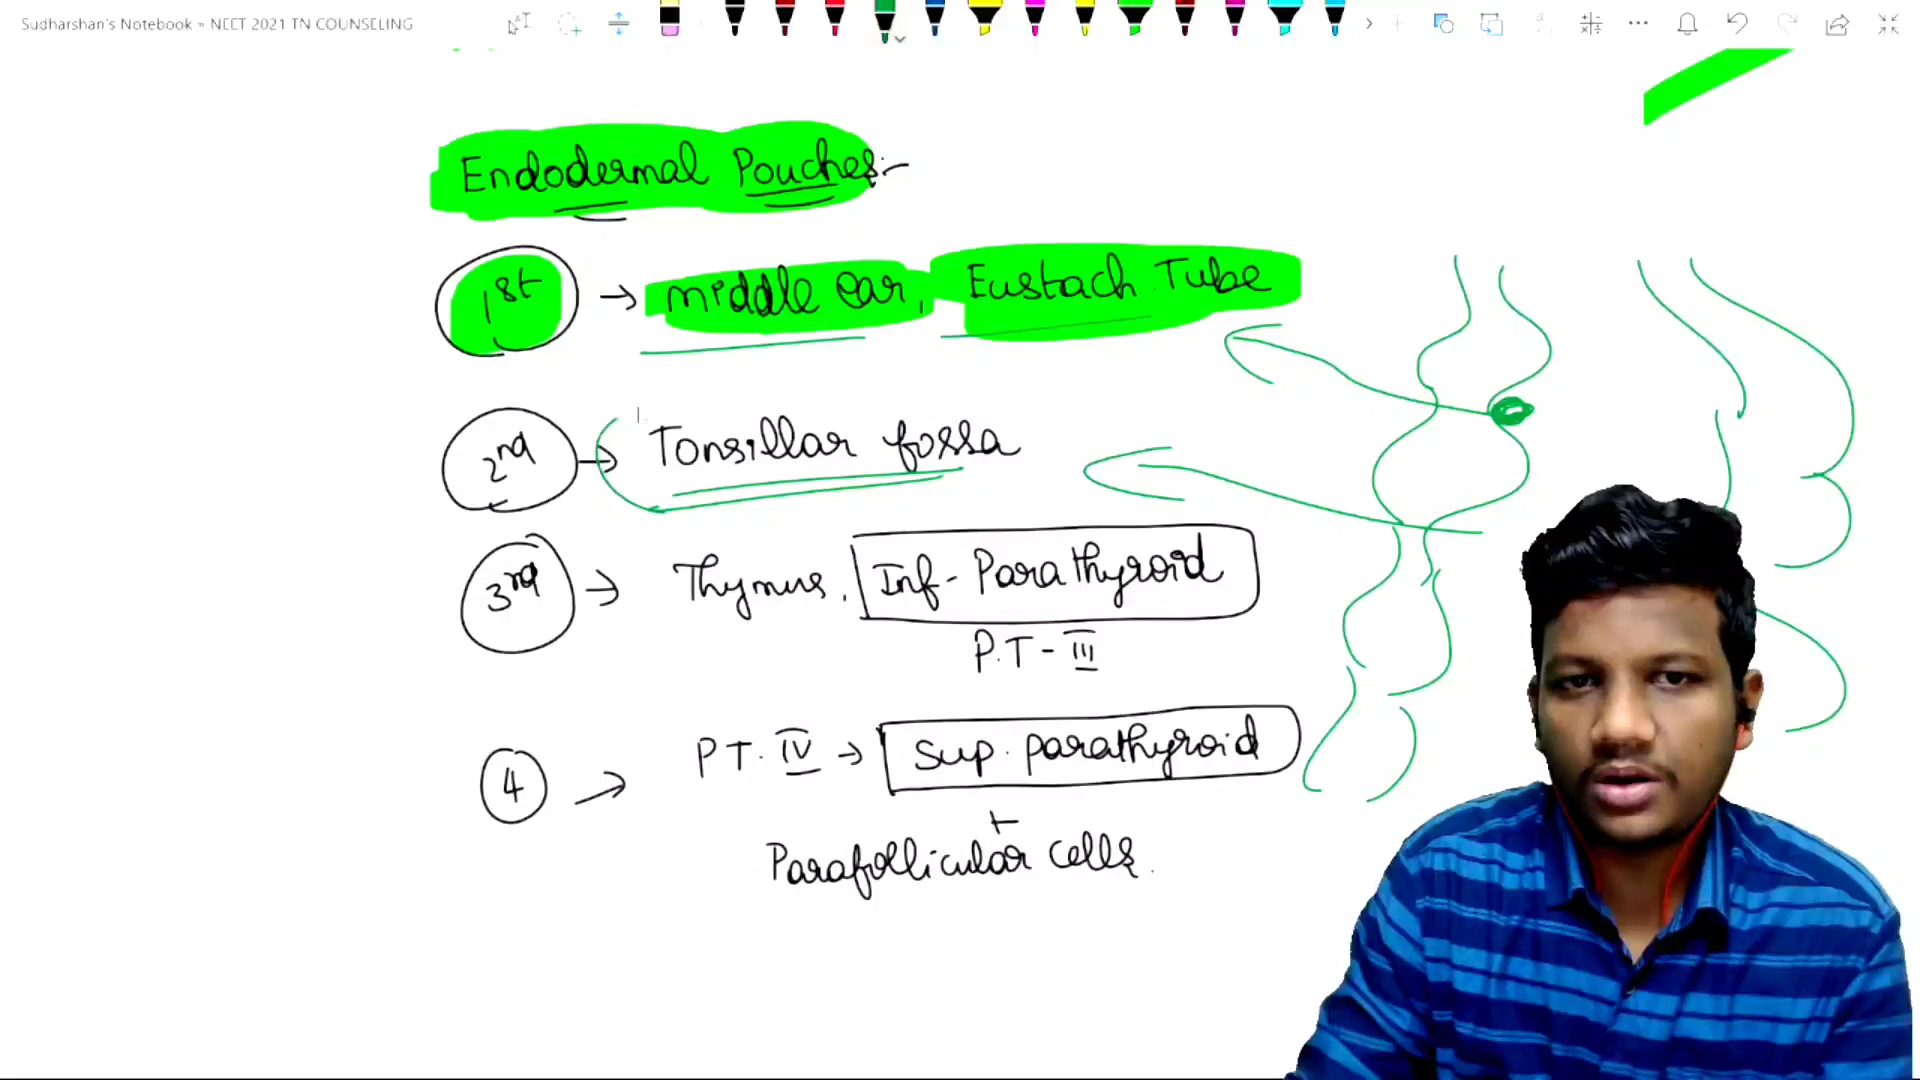 Sudharshan's Notebook » NEET 2021 TN COUNSELING
Endodermal Pouches:-
1st → middle ear, Eustach. Tube
2nd → Tonsillar fossa
3rd → Thymus, Inf- Parathyroid
P.T - III
4 → PT. IV → Sup. parathyroid
+
Parafollicular cells.